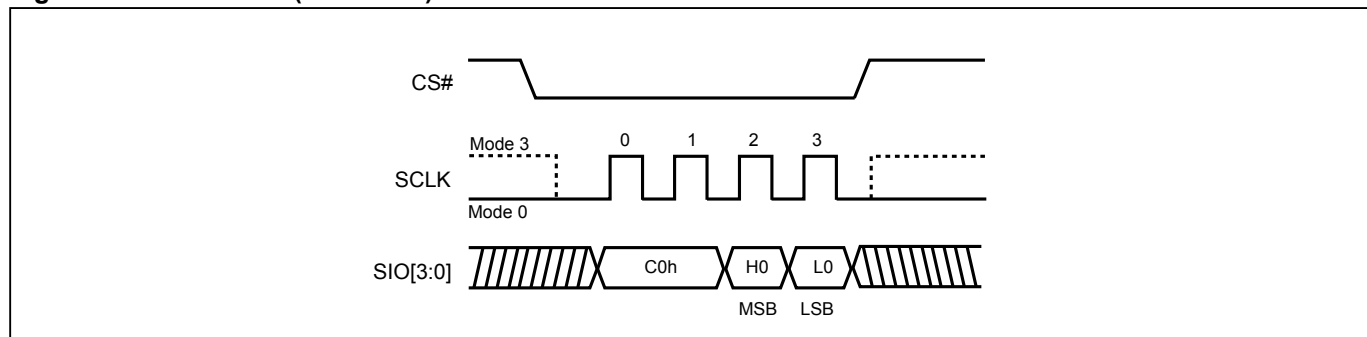 CS#
Mode 3
0 1 2 3
SCLK
Mode 0
SIO[3:0] C0h H0 L0
MSB LSB